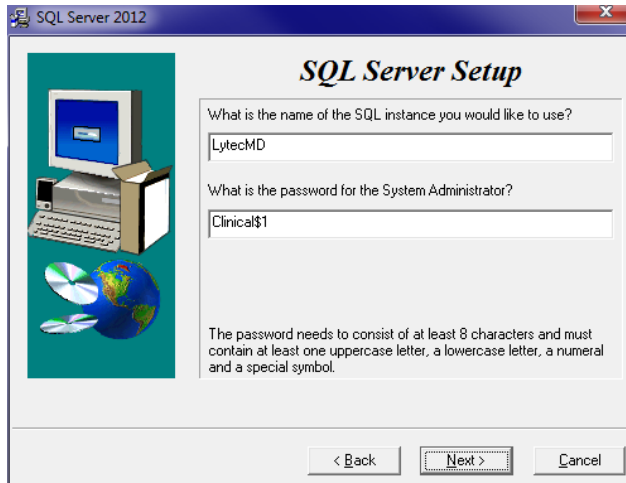 SQL Server 2012
SQL Server Setup
What is the name of the SQL instance you would like to use?
LytecMD
What is the password for the System Administrator?
Clinical$1
The password needs to consist of at least 8 characters and must
contain at least one uppercase letter, a lowercase letter, a numeral
and a special symbol.
< Back
Next >
Cancel